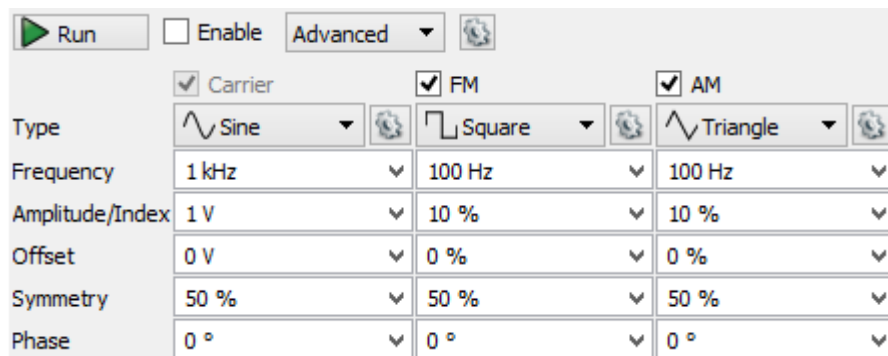 Run Enable Advanced
Carrier FM AM
Type Sine Square Triangle
Frequency 1 kHz 100 Hz 100 Hz
Amplitude/Index 1 V 10 % 10 %
Offset 0 V 0 % 0 %
Symmetry 50 % 50 % 50 %
Phase 0 ° 0 ° 0 °